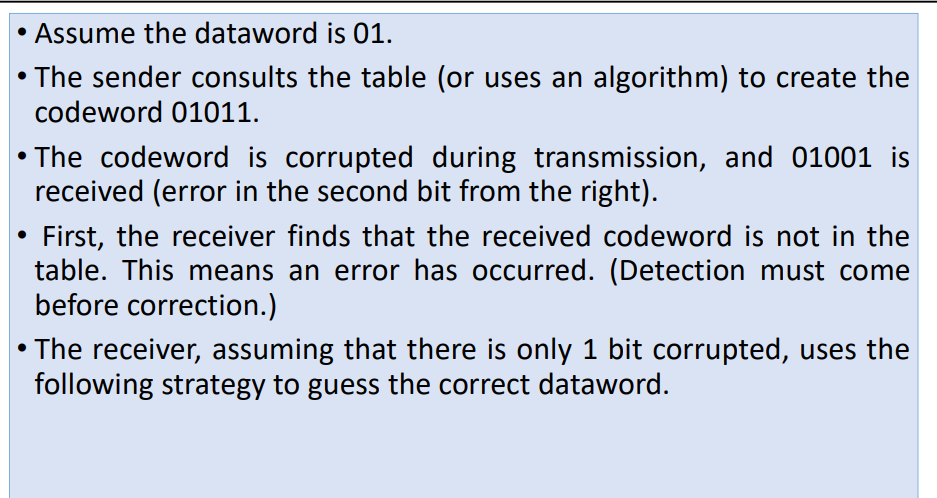 • Assume the dataword is 01.
• The sender consults the table (or uses an algorithm) to create the
codeword 01011.
• The codeword is corrupted during transmission, and 01001 is
received (error in the second bit from the right).
• First, the receiver finds that the received codeword is not in the
table. This means an error has occurred. (Detection must come
before correction.)
• The receiver, assuming that there is only 1 bit corrupted, uses the
following strategy to guess the correct dataword.